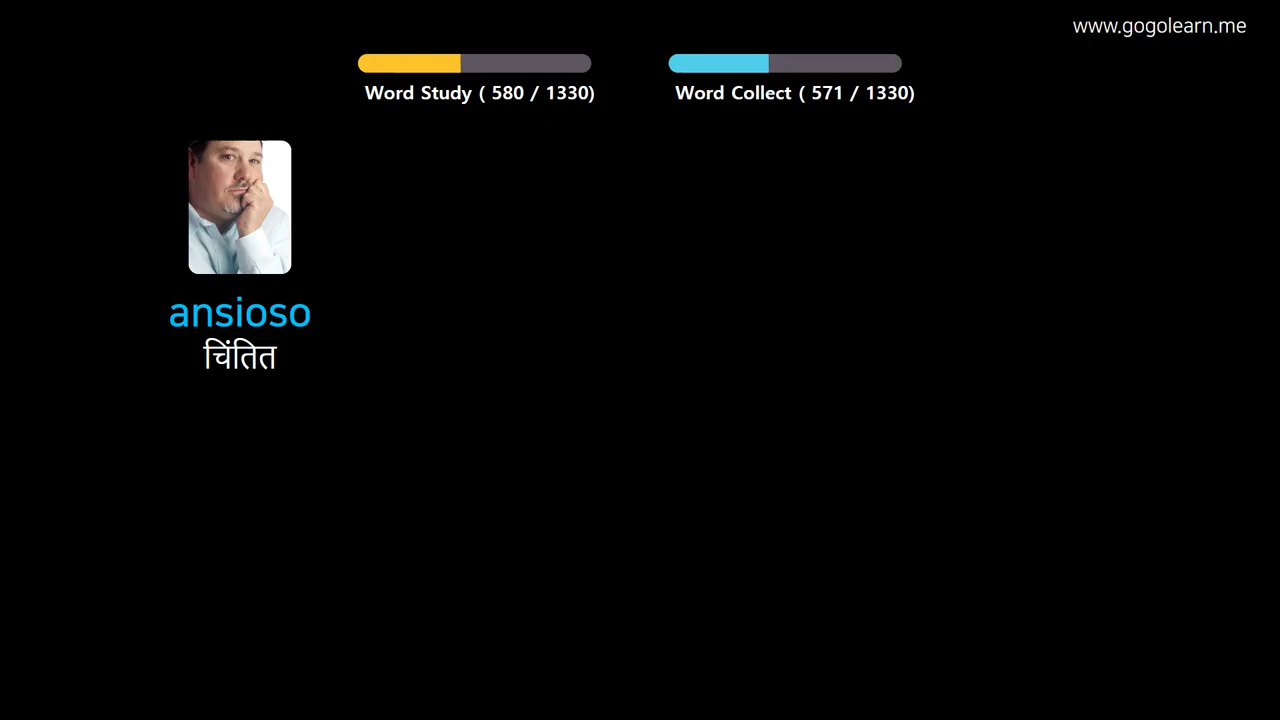 www.gogolearn.me
Word Study ( 580 / 1330)
Word Collect ( 571 / 1330)
ansioso
चिंतित